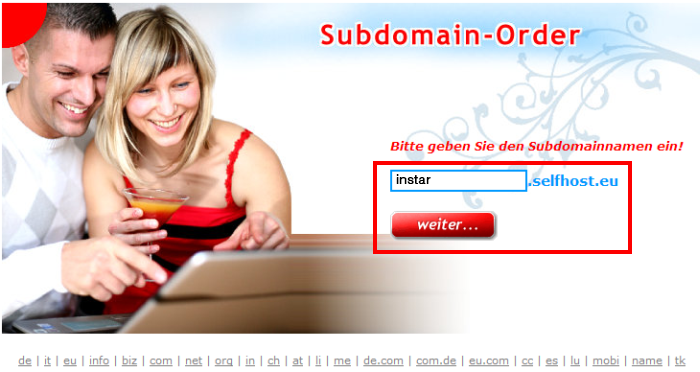 Subdomain-Order
Bitte geben Sie den Subdomainnamen ein!
instar .selfhost.eu
weiter...
de | it | eu | info | biz | com | net | org | in | ch | at | li | me | de.com | com.de | eu.com | cc | es | lu | mobi | name | tk